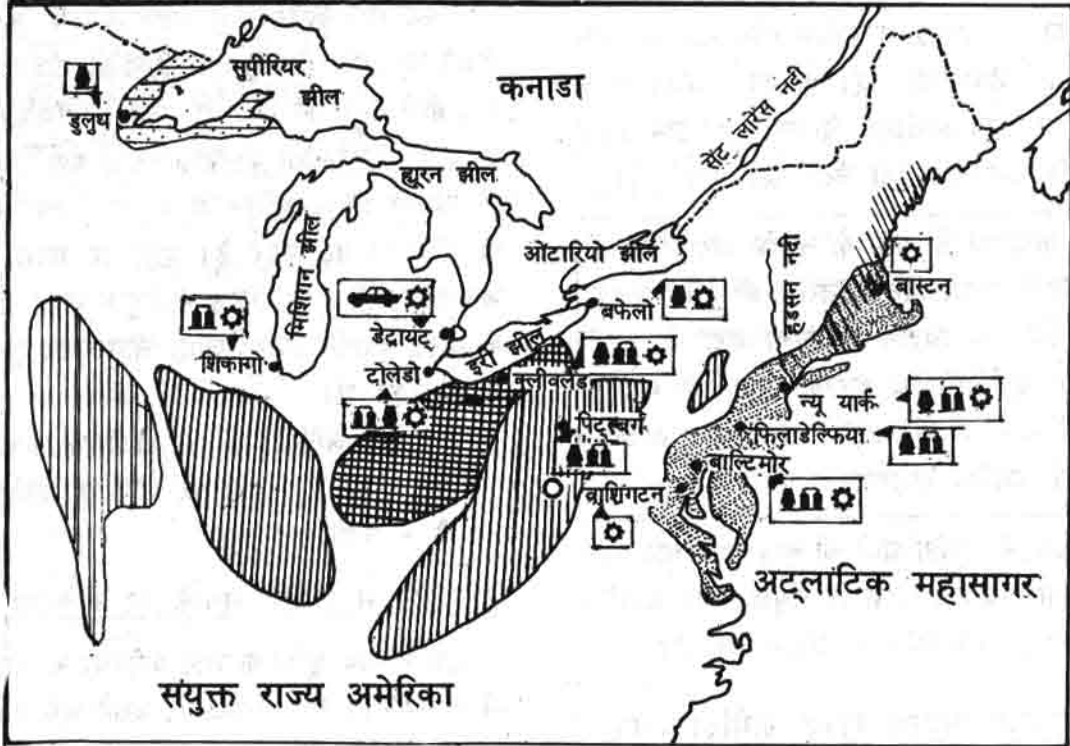 सुपीरियर
झील
डुलुथ
कनाडा
सेंट लारेंस नदी
ह्यूरन झील
मिशिगन झील
ओंटारियो झील
हडसन नदी
बास्टन
बफेलो
डेट्रायट
इरी झील
शिकागो
टोलेडो
क्लीवलैंड
न्यू यार्क
पिट्सबर्ग
फिलाडेल्फिया
बाल्टिमोर
वाशिंगटन
अट्लांटिक महासागर
संयुक्त राज्य अमेरिका